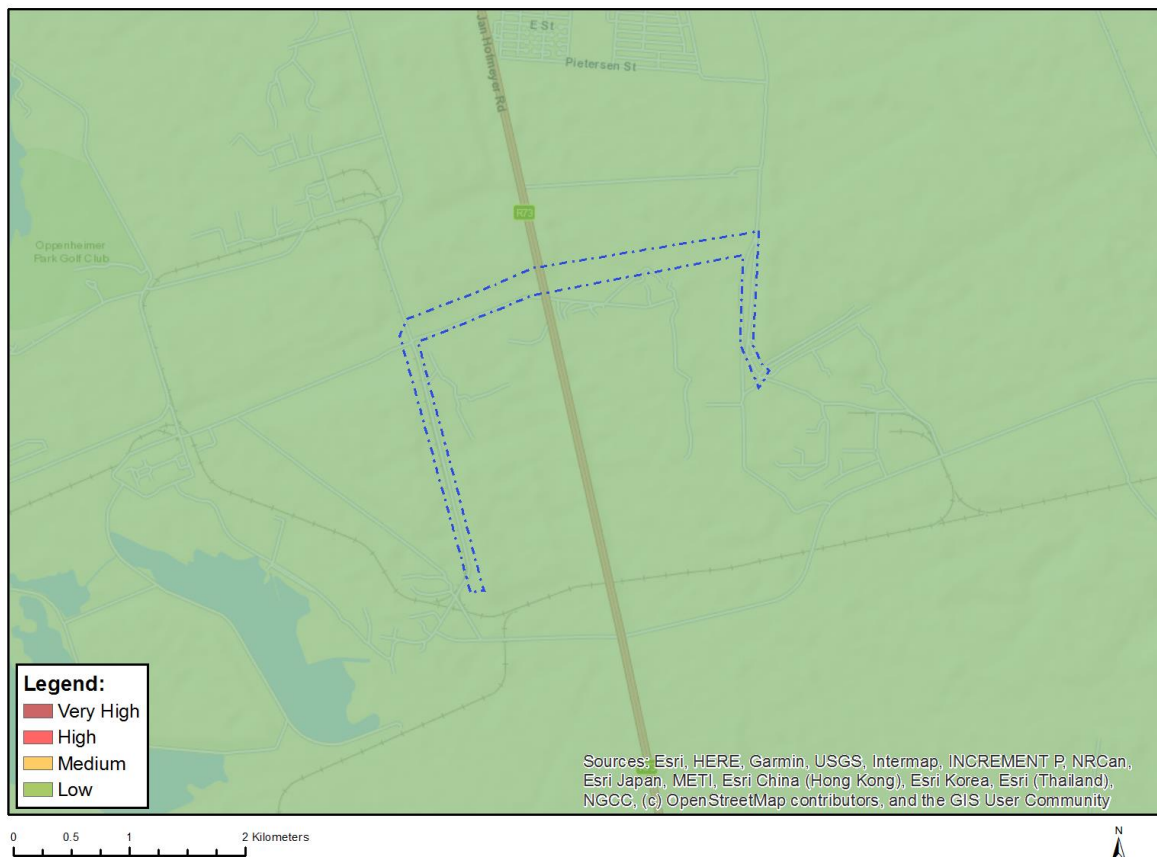 E St
Pietersen St
Jan Hofmeyer Rd
R73
Oppenheimer
Park Golf Club
Legend:
Very High
High
Medium
Low
Sources: Esri, HERE, Garmin, USGS, Intermap, INCREMENT P, NRCan,
Esri Japan, METI, Esri China (Hong Kong), Esri Korea, Esri (Thailand),
NGCC, (c) OpenStreetMap contributors, and the GIS User Community
0 0.5 1 2 Kilometers
N